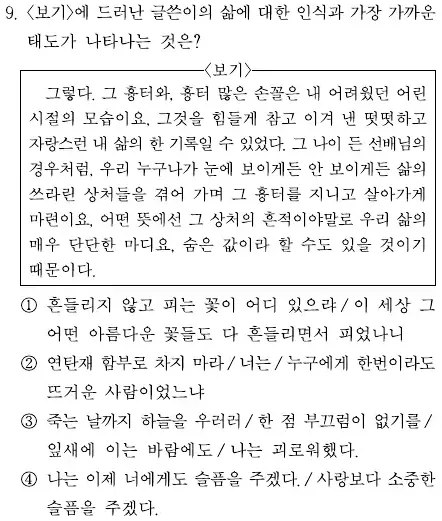 9. <보기>에 드러난 글쓴이의 삶에 대한 인식과 가장 가까운
태도가 나타나는 것은?
<보기>
그렇다. 그 흉터와, 흉터 많은 손꼴은 내 어려웠던 어린
시절의 모습이요, 그것을 힘들게 참고 이겨 낸 떳떳하고
자랑스런 내 삶의 한 기록일 수 있었다. 그 나이 든 선배님의
경우처럼, 우리 누구나가 눈에 보이게든 안 보이게든 삶의
쓰라린 상처들을 겪어 가며 그 흉터를 지니고 살아가게
마련이요, 어떤 뜻에선 그 상처의 흔적이야말로 우리 삶의
매우 단단한 마디요, 숨은 값이라 할 수도 있을 것이기
때문이다.
① 흔들리지 않고 피는 꽃이 어디 있으랴 / 이 세상 그
어떤 아름다운 꽃들도 다 흔들리면서 피었나니
② 연탄재 함부로 차지 마라 / 너는 / 누구에게 한번이라도
뜨거운 사람이었느냐
③ 죽는 날까지 하늘을 우러러 / 한 점 부끄럼이 없기를 /
잎새에 이는 바람에도 / 나는 괴로워했다.
④ 나는 이제 너에게도 슬픔을 주겠다. / 사랑보다 소중한
슬픔을 주겠다.